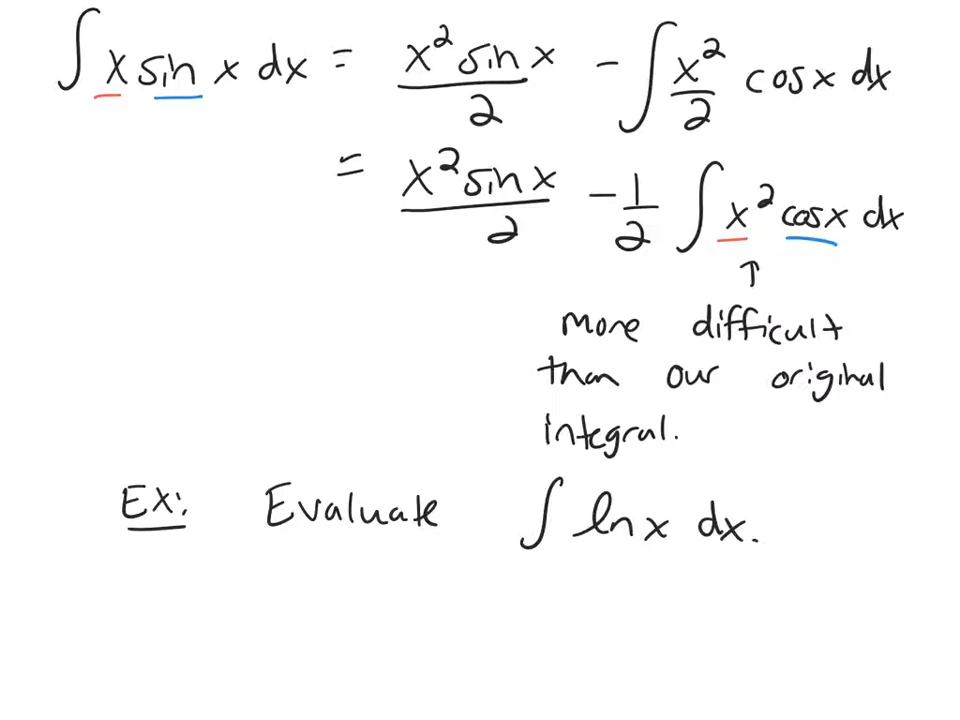 ∫ x sin x dx = x² sin x / 2 − ∫ x²/2 cos x dx
= x² sin x / 2 − 1/2 ∫ x² cos x dx
↑
more difficult
than our original
integral.
Ex: Evaluate ∫ ln x dx.